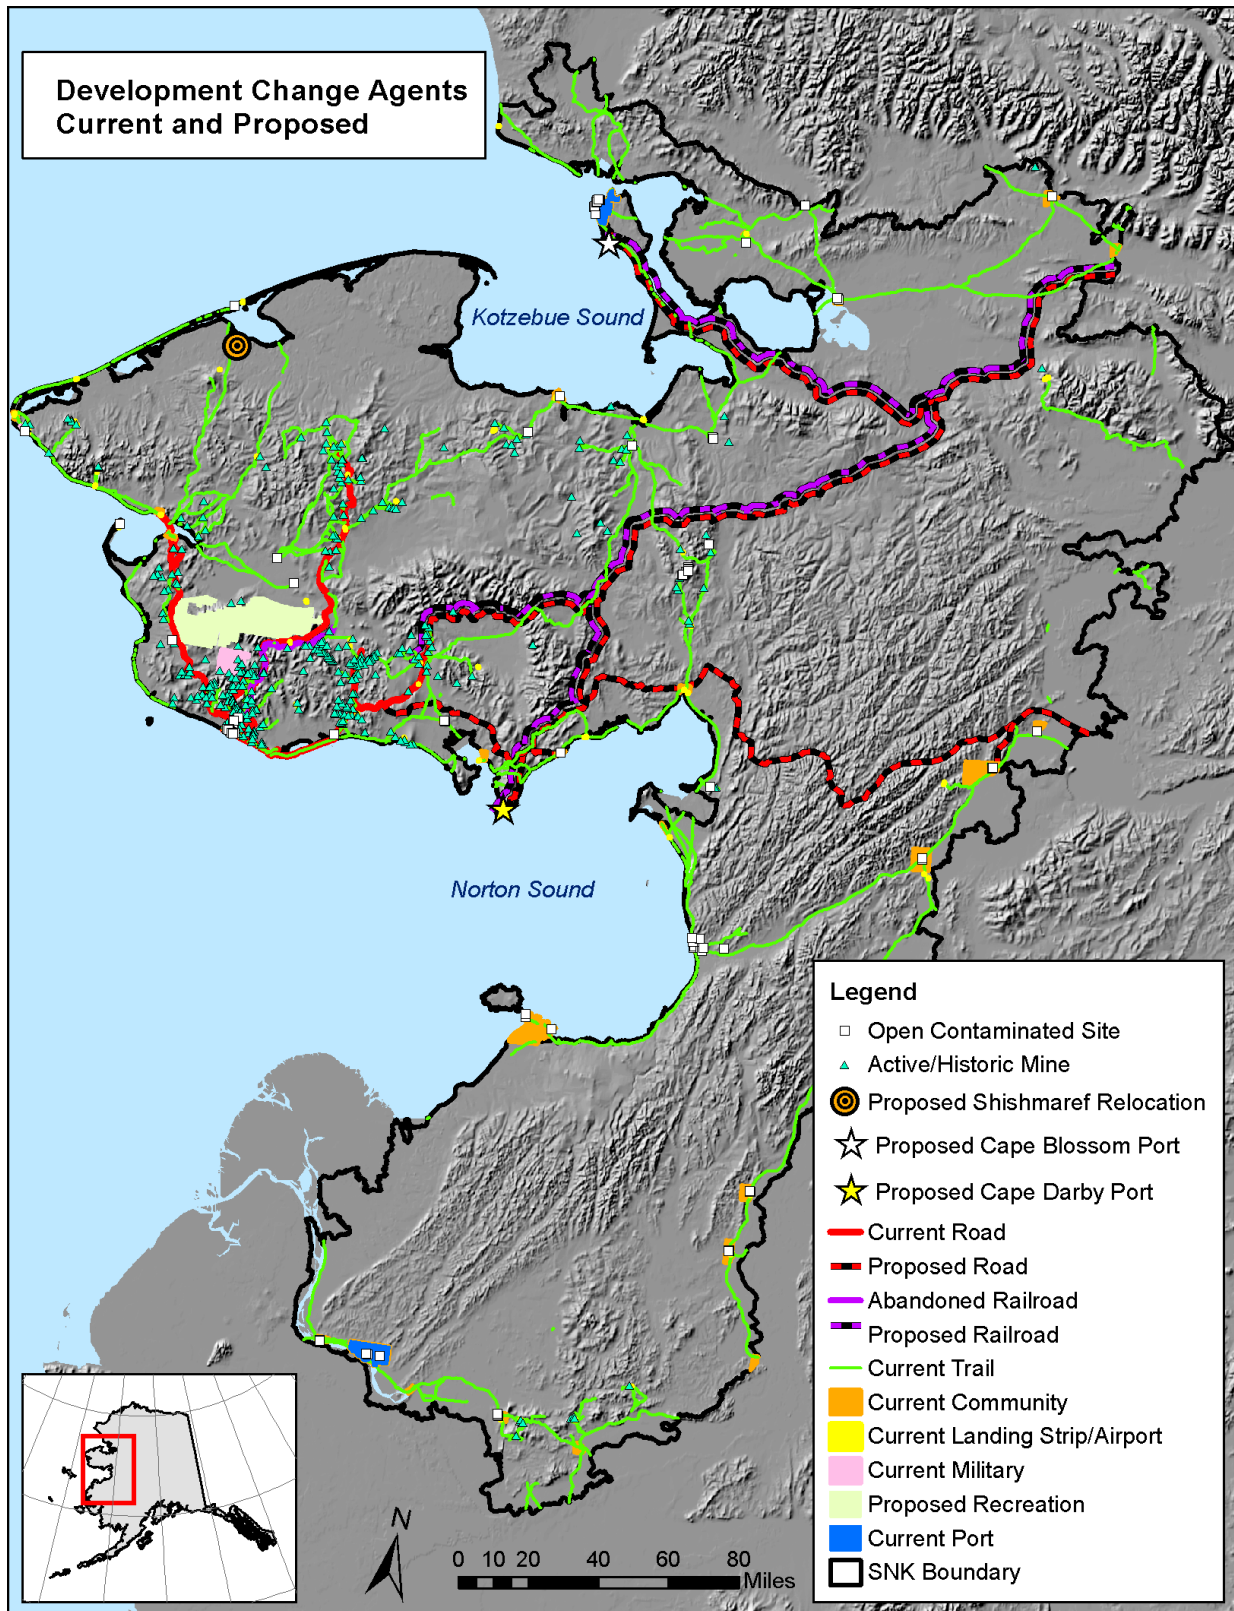 Development Change Agents
Current and Proposed
Kotzebue Sound
Norton Sound
Legend
Open Contaminated Site
Active/Historic Mine
Proposed Shishmaref Relocation
Proposed Cape Blossom Port
Proposed Cape Darby Port
Current Road
Proposed Road
Abandoned Railroad
Proposed Railroad
Current Trail
Current Community
Current Landing Strip/Airport
Current Military
Proposed Recreation
Current Port
SNK Boundary
N
0 10 20 40 60 80
Miles